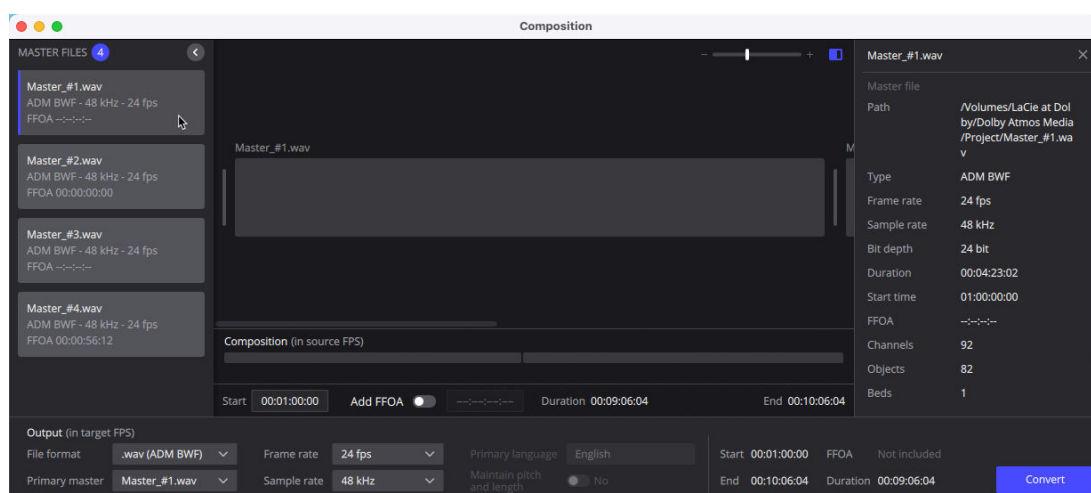 Composition
MASTER FILES 4
Master_#1.wav
ADM BWF - 48 kHz - 24 fps
FFOA --:--:--:--
Master_#2.wav
ADM BWF - 48 kHz - 24 fps
FFOA 00:00:00:00
Master_#3.wav
ADM BWF - 48 kHz - 24 fps
FFOA --:--:--:--
Master_#4.wav
ADM BWF - 48 kHz - 24 fps
FFOA 00:00:56:12
- +
Master_#1.wav M
Composition (in source FPS)
Start 00:01:00:00 Add FFOA --:--:--:-- Duration 00:09:06:04 End 00:10:06:04
Master_#1.wav
Master file
Path /Volumes/LaCie at Dol
by/Dolby Atmos Media
/Project/Master_#1.wa
v
Type ADM BWF
Frame rate 24 fps
Sample rate 48 kHz
Bit depth 24 bit
Duration 00:04:23:02
Start time 01:00:00:00
FFOA --:--:--:--
Channels 92
Objects 82
Beds 1
Output (in target FPS)
File format .wav (ADM BWF) Frame rate 24 fps Primary language English Start 00:01:00:00 FFOA Not included
Primary master Master_#1.wav Sample rate 48 kHz Maintain pitch and length No End 00:10:06:04 Duration 00:09:06:04 Convert